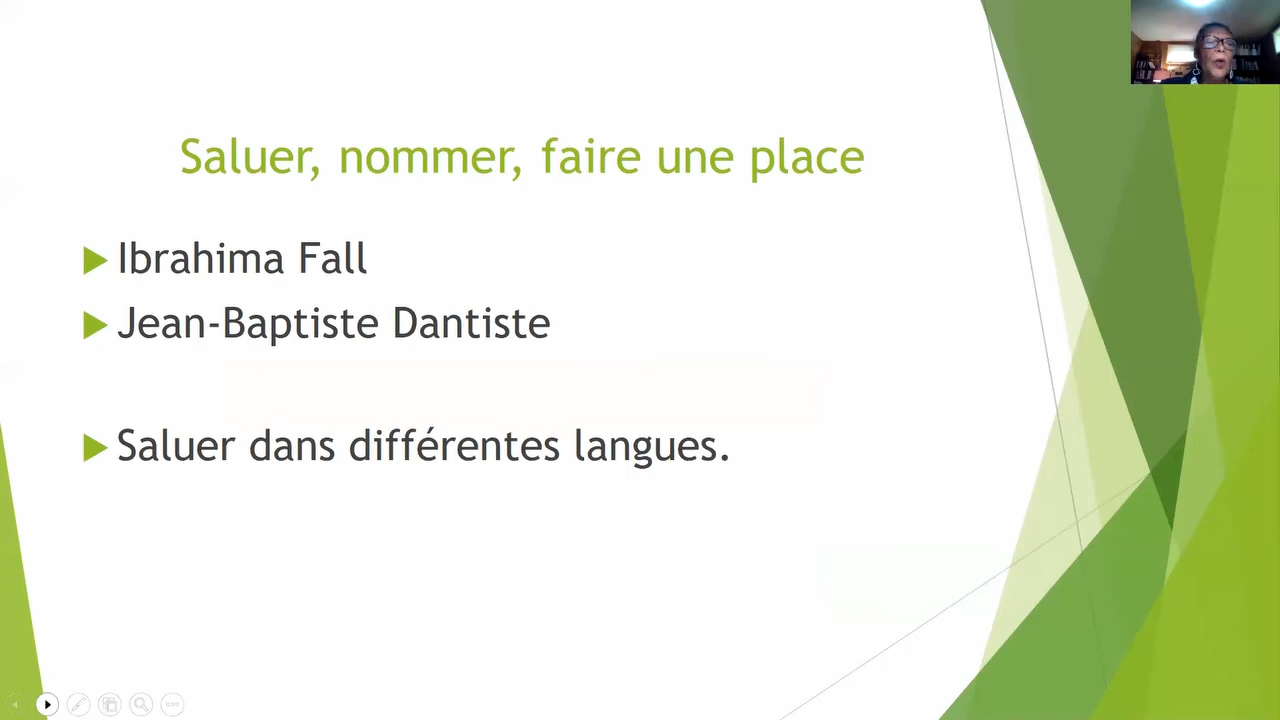 Saluer, nommer, faire une place
Ibrahima Fall
Jean-Baptiste Dantiste
Saluer dans différentes langues.